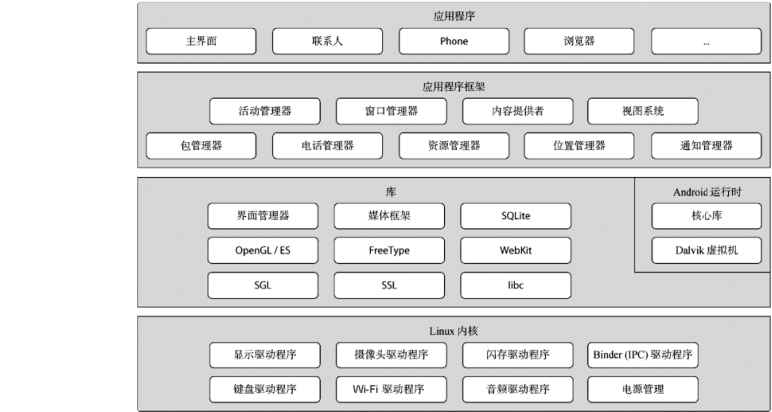 应用程序
主界面 联系人 Phone 浏览器 ...
应用程序框架
活动管理器 窗口管理器 内容提供者 视图系统
包管理器 电话管理器 资源管理器 位置管理器 通知管理器
库 Android 运行时
界面管理器 媒体框架 SQLite 核心库
OpenGL / ES FreeType WebKit Dalvik 虚拟机
SGL SSL libc
Linux 内核
显示驱动程序 摄像头驱动程序 闪存驱动程序 Binder (IPC) 驱动程序
键盘驱动程序 Wi-Fi 驱动程序 音频驱动程序 电源管理